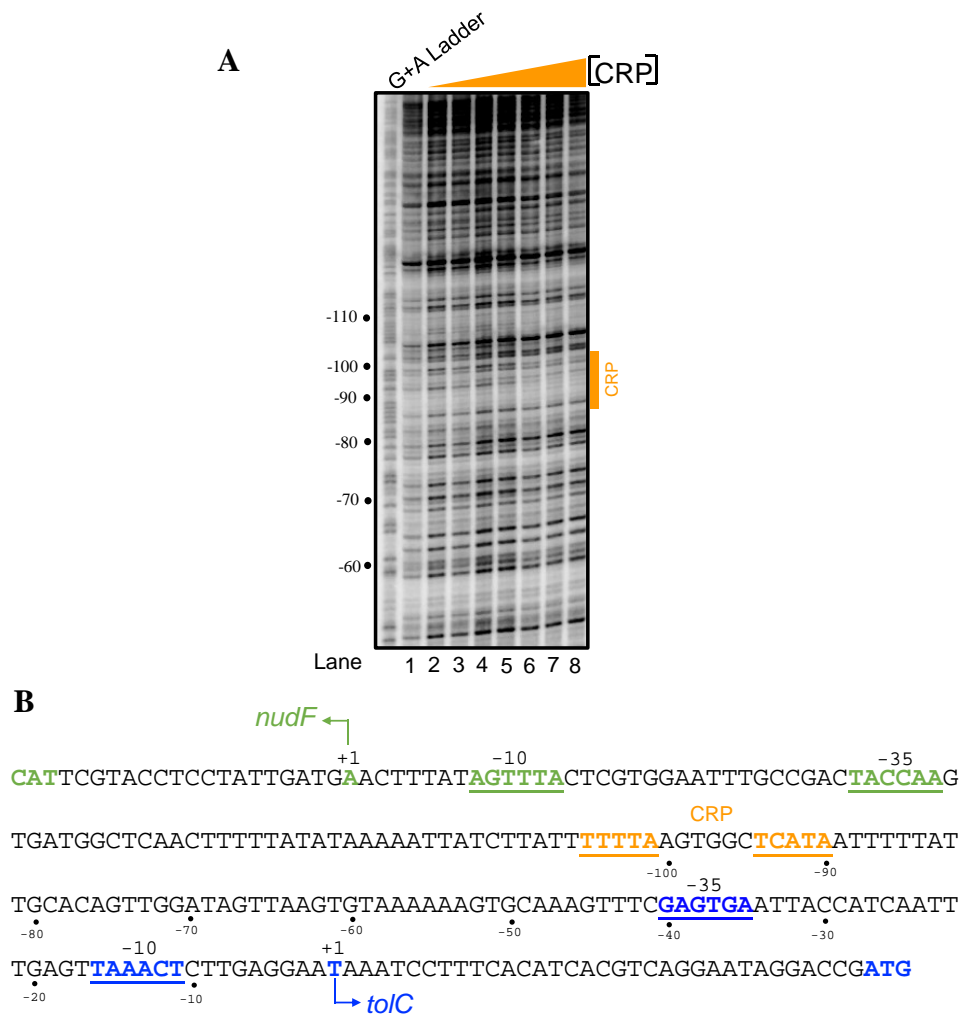 A
G+A Ladder
[CRP]
-110
-100
-90
-80
-70
-60
CRP
Lane 1 2 3 4 5 6 7 8
B
nudF
+1 -10 -35
CATTCGTACCTCCTATTGATGAACTTTATAGTTTACTCGTGGAATTTGCCGACTACCAAG
CRP
TGATGGCTCAACTTTTTATATAAAAATTATCTTATTTTTTAAGTGGCTCATAATTTTTAT
-100 -90
-35
TGCACAGTTGGATAGTTAAGTGTAAAAAAGTGCAAAGTTTCGAGTGAATTACCATCAATT
-80 -70 -60 -50 -40 -30
-10 +1
TGAGTTAAACTCTTGAGGAATAAATCCTTTCACATCACGTCAGGAATAGGACCGATG
-20 -10
tolC